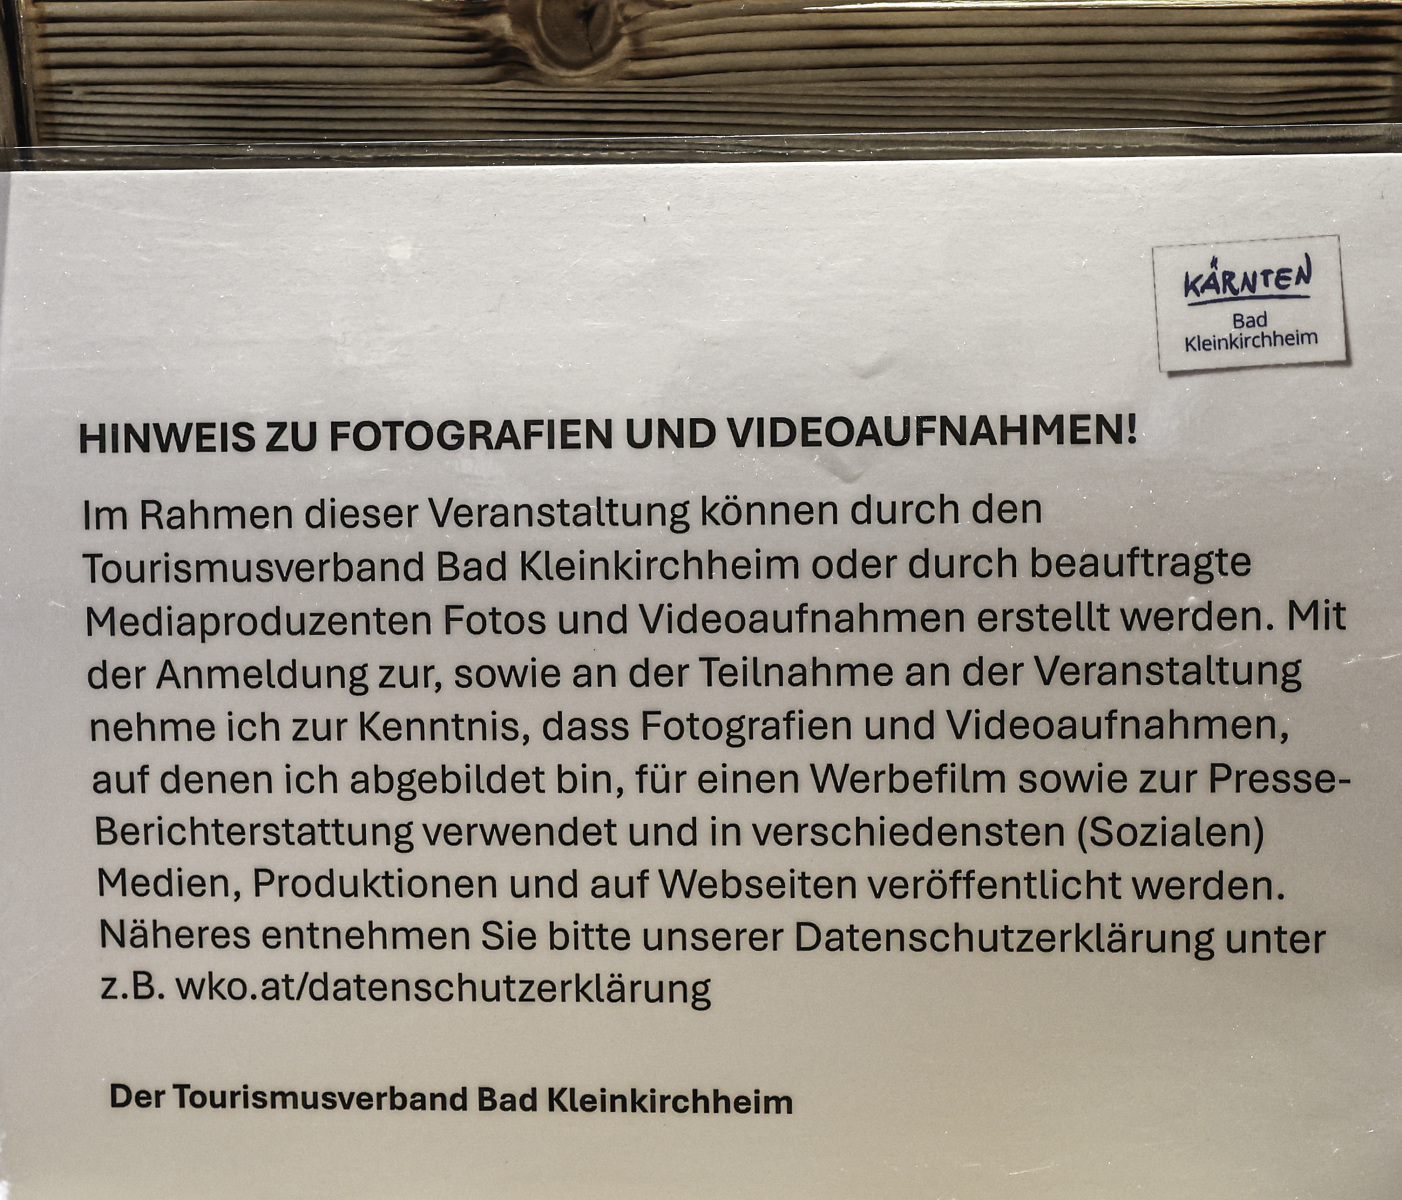 KÄRNTEN
Bad
Kleinkirchheim
HINWEIS ZU FOTOGRAFIEN UND VIDEOAUFNAHMEN!
Im Rahmen dieser Veranstaltung können durch den
Tourismusverband Bad Kleinkirchheim oder durch beauftragte
Mediaproduzenten Fotos und Videoaufnahmen erstellt werden. Mit
der Anmeldung zur, sowie an der Teilnahme an der Veranstaltung
nehme ich zur Kenntnis, dass Fotografien und Videoaufnahmen,
auf denen ich abgebildet bin, für einen Werbefilm sowie zur Presse-
Berichterstattung verwendet und in verschiedensten (Sozialen)
Medien, Produktionen und auf Webseiten veröffentlicht werden.
Näheres entnehmen Sie bitte unserer Datenschutzerklärung unter
z.B. wko.at/datenschutzerklärung
Der Tourismusverband Bad Kleinkirchheim